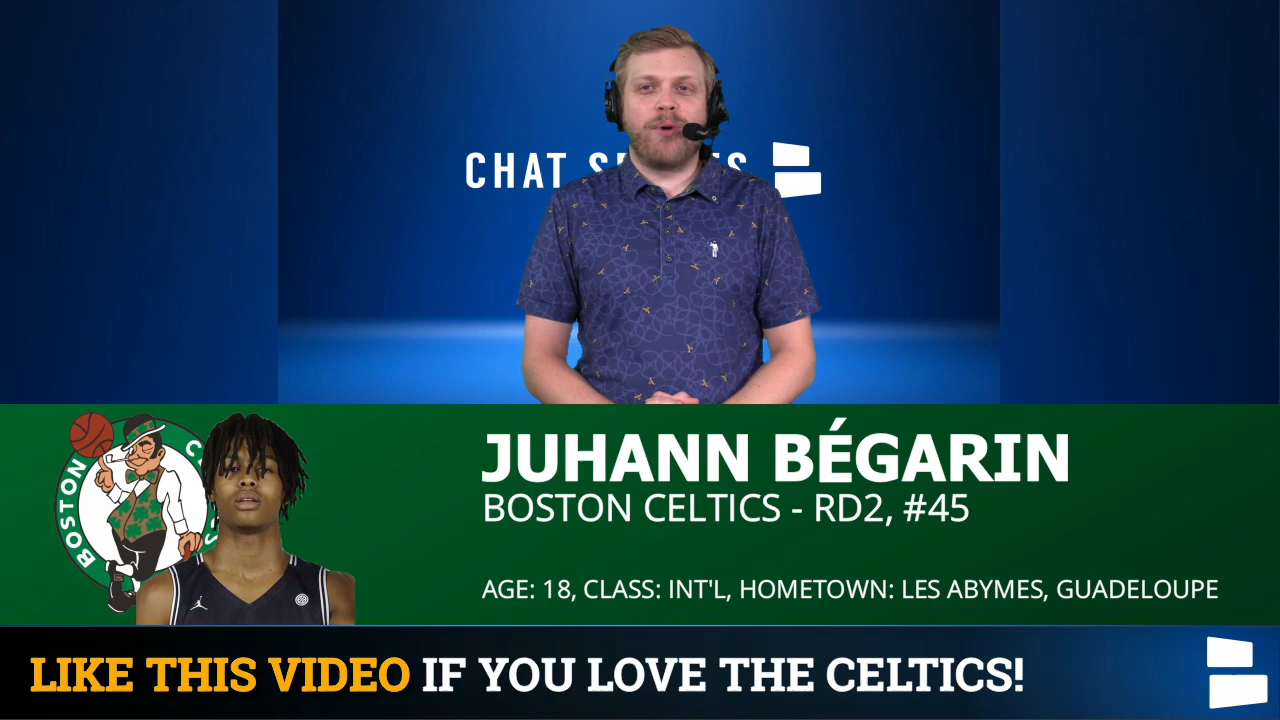 CHAT S
S
BOSTON
C
JUHANN BÉGARIN
BOSTON CELTICS - RD2, #45
AGE: 18, CLASS: INT'L, HOMETOWN: LES ABYMES, GUADELOUPE
LIKE THIS VIDEO IF YOU LOVE THE CELTICS!